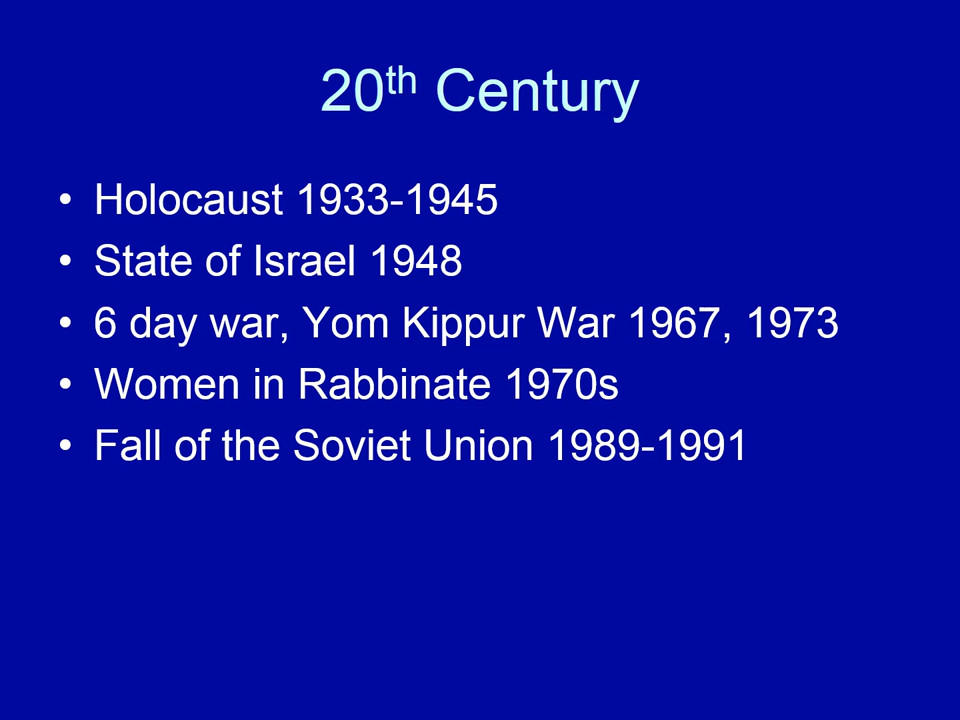 20th Century
• Holocaust 1933-1945
• State of Israel 1948
• 6 day war, Yom Kippur War 1967, 1973
• Women in Rabbinate 1970s
• Fall of the Soviet Union 1989-1991